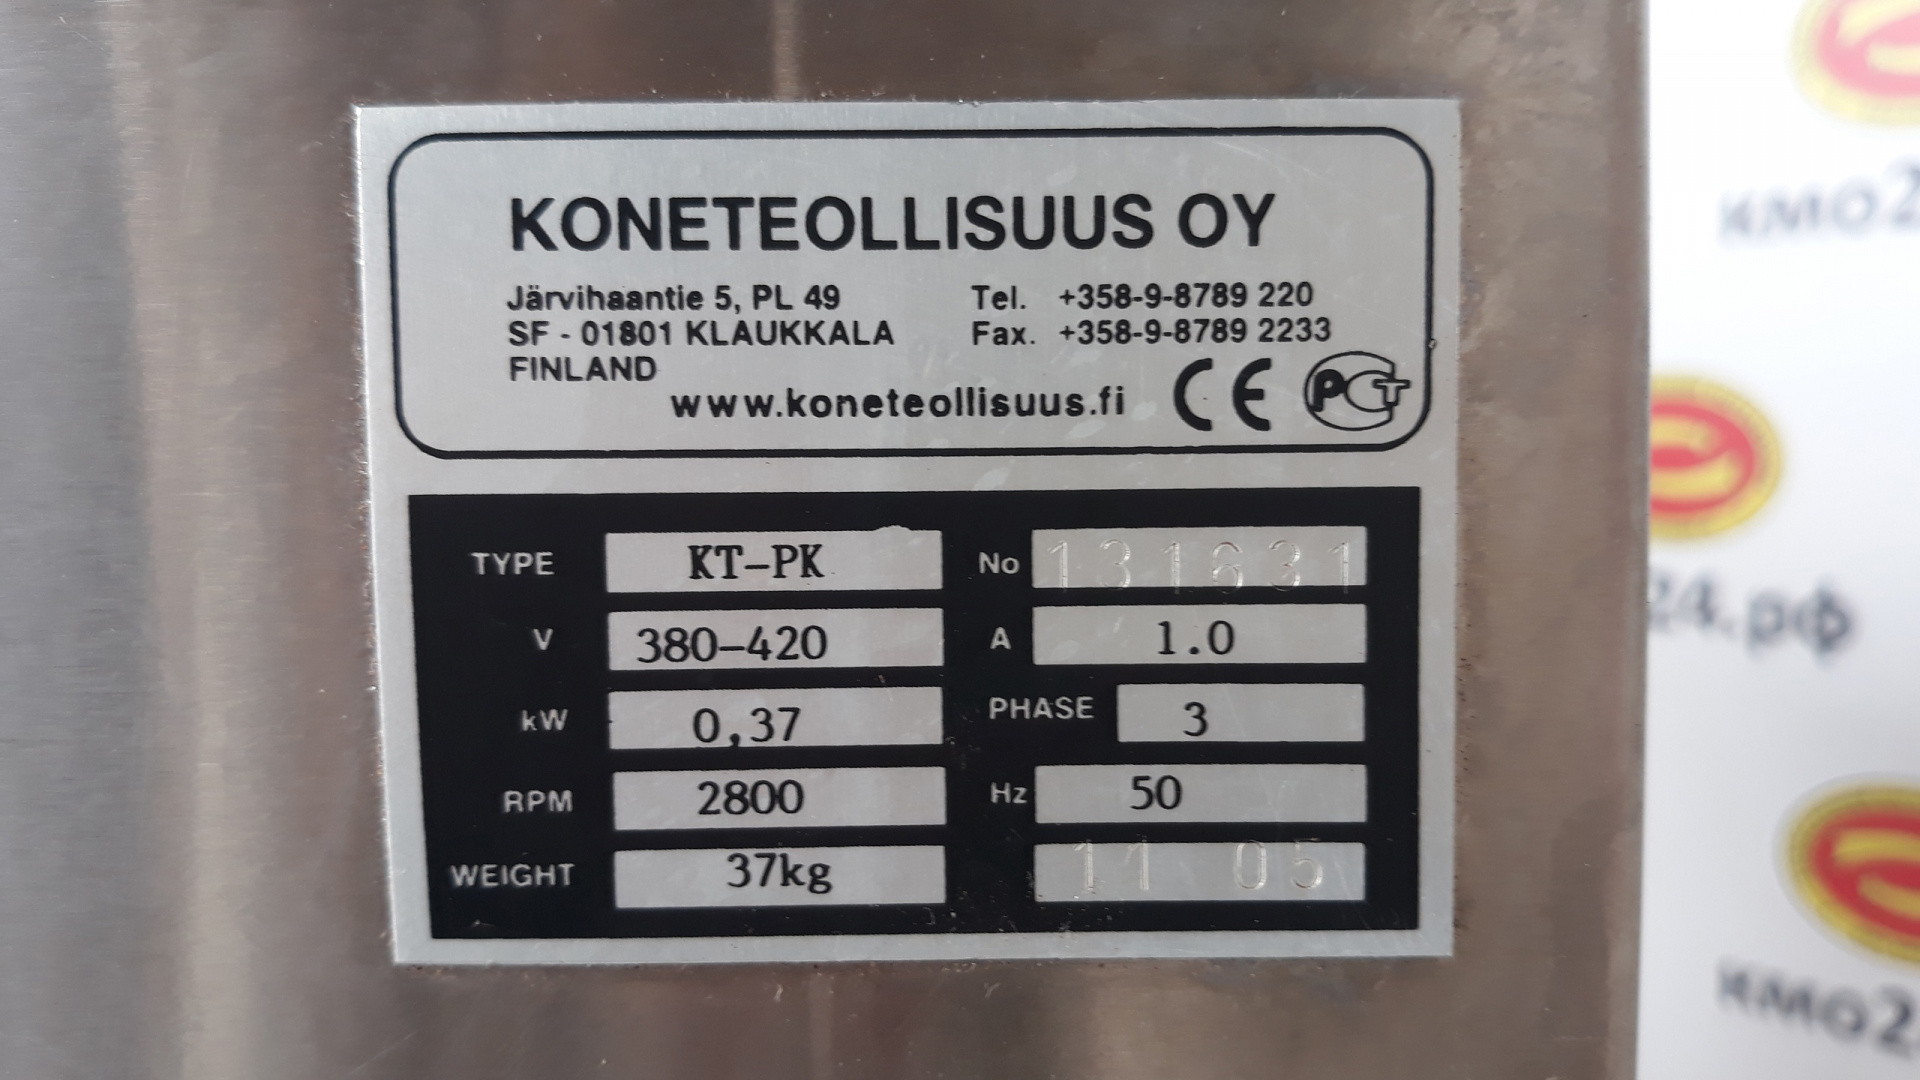 KONETEOLLISUUS OY
Järvihaantie 5, PL 49 Tel. +358-9-8789 220
SF - 01801 KLAUKKALA Fax. +358-9-8789 2233
FINLAND
www.koneteollisuus.fi CE РСТ
TYPE KT-PK No 131631
V 380-420 A 1.0
kW 0,37 PHASE 3
RPM 2800 Hz 50
WEIGHT 37kg 11 05
кмо2
24.рф
кмо2